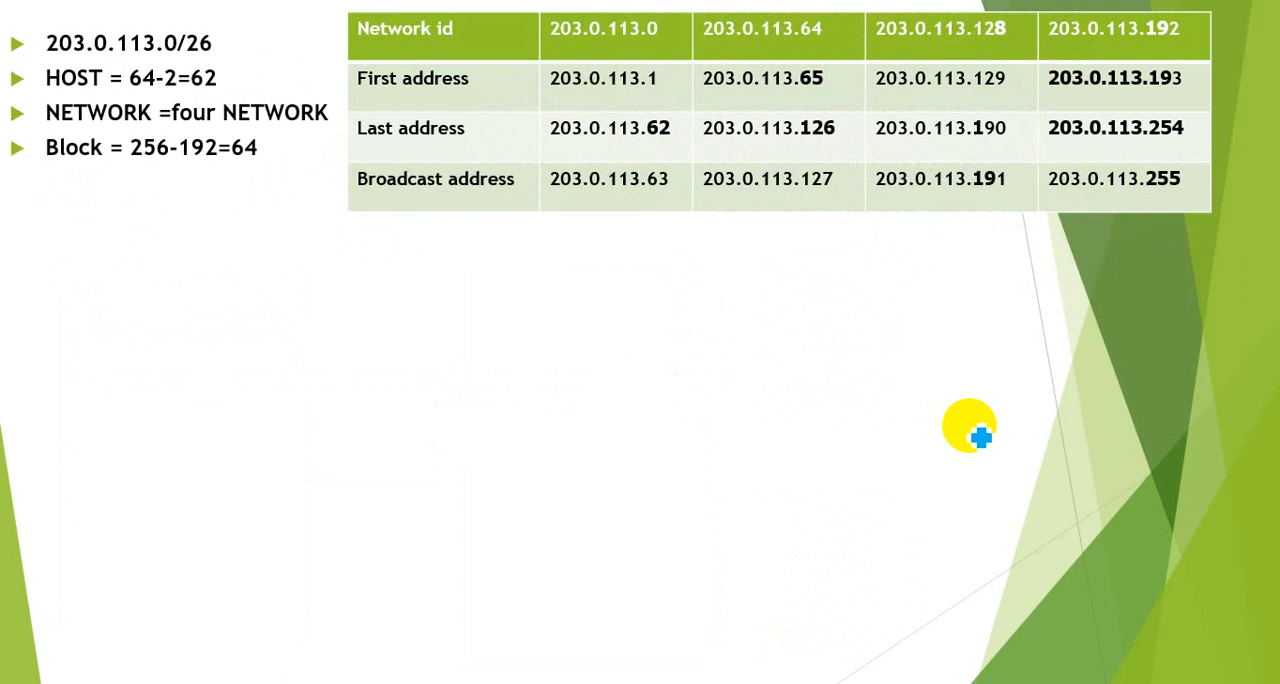 203.0.113.0/26
HOST = 64-2=62
NETWORK =four NETWORK
Block = 256-192=64
Network id 203.0.113.0 203.0.113.64 203.0.113.128 203.0.113.192
First address 203.0.113.1 203.0.113.65 203.0.113.129 203.0.113.193
Last address 203.0.113.62 203.0.113.126 203.0.113.190 203.0.113.254
Broadcast address 203.0.113.63 203.0.113.127 203.0.113.191 203.0.113.255